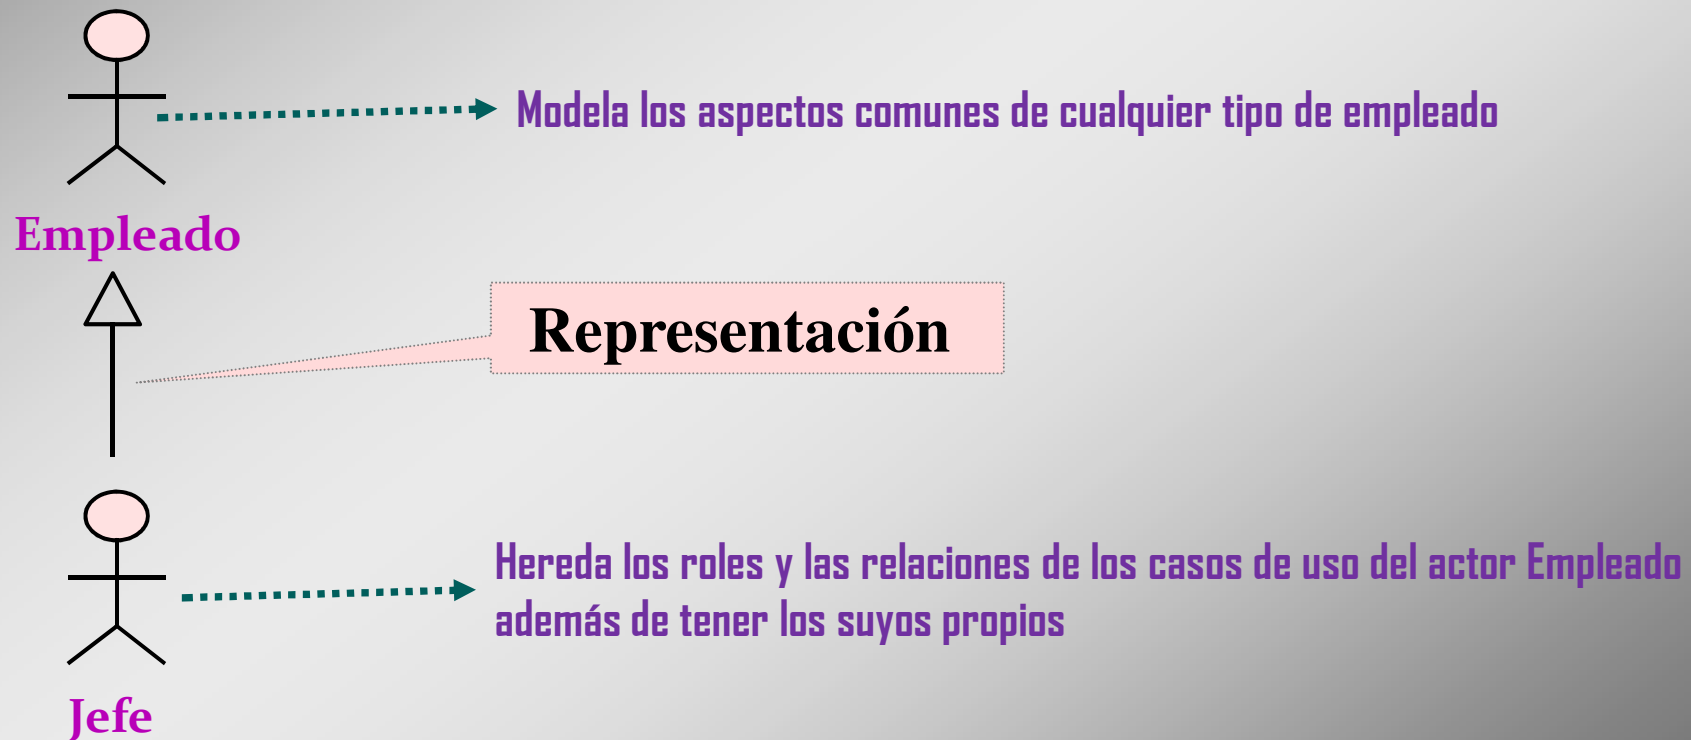 Modela los aspectos comunes de cualquier tipo de empleado
Empleado
Representación
Hereda los roles y las relaciones de los casos de uso del actor Empleado
además de tener los suyos propios
Jefe